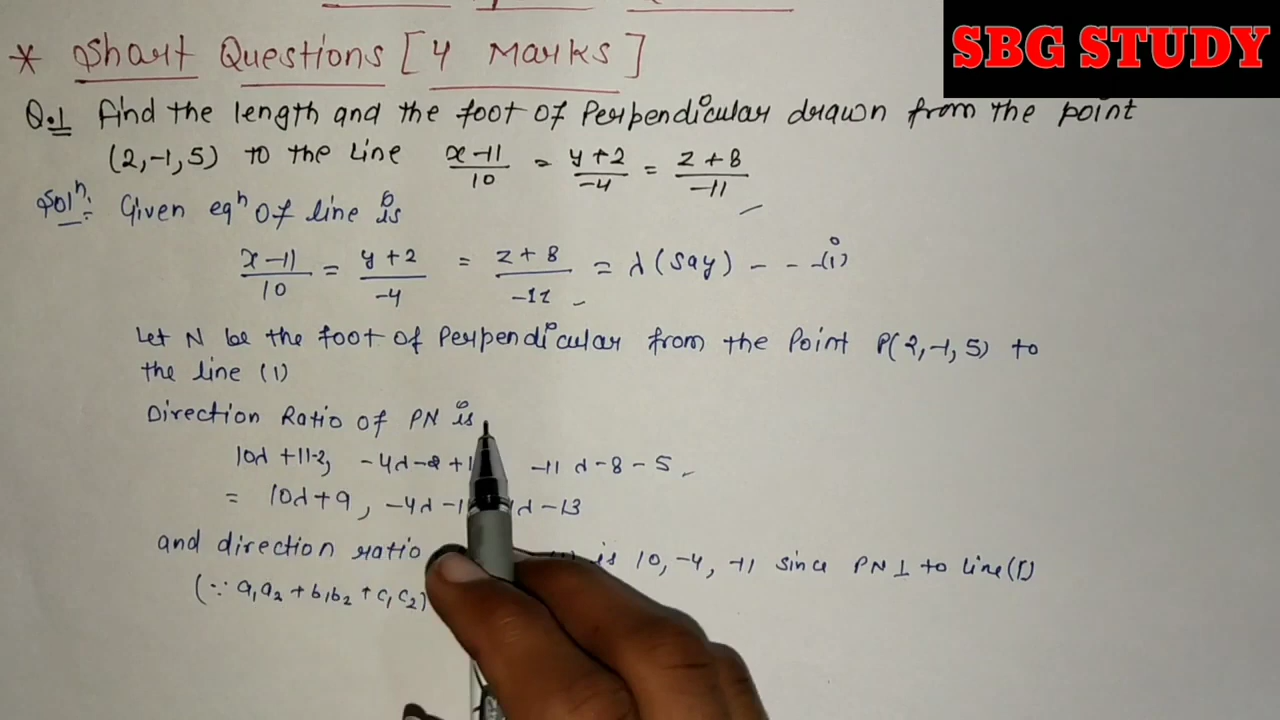 SBG STUDY
* Short Questions [4 Marks]
Q.1 Find the length and the foot of Perpendicular drawn from the point
(2,-1,5) to the line x-11/10 = y+2/-4 = z+8/-11
Solⁿ:- Given eqⁿ of line is
x-11/10 = y+2/-4 = z+8/-11 = λ (say) - - -(i)
Let N be the foot of Perpendicular from the Point P(2,-1,5) to
the line (1)
Direction Ratio of PN is
10λ+11-2, -4λ-2+1 -11λ-8-5
= 10λ+9, -4λ-1 λ-13
and direction ratio is 10, -4, -11 since PN⊥ to line(1)
(∵ a₁a₂+b₁b₂+c₁c₂)